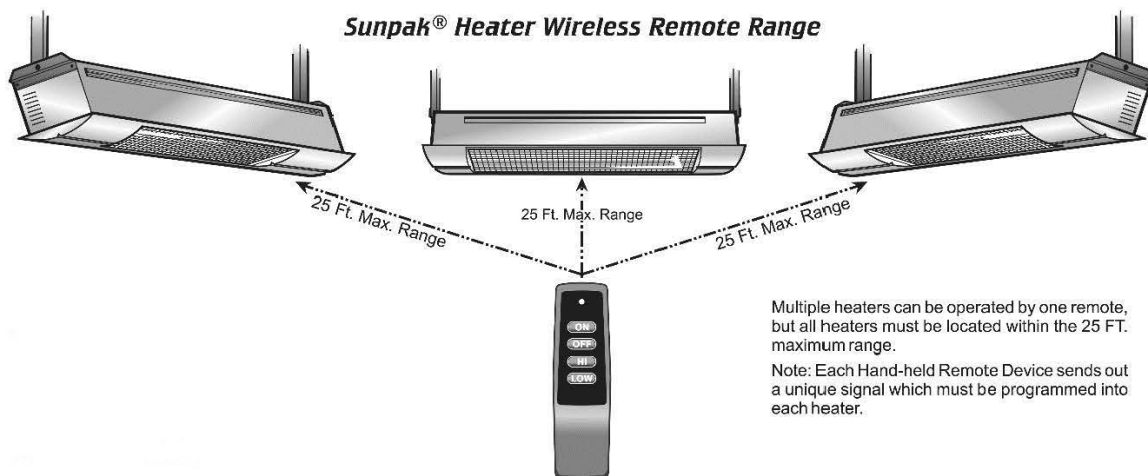 Sunpak® Heater Wireless Remote Range
25 Ft. Max. Range
25 Ft. Max. Range
25 Ft. Max. Range
ON
OFF
HI
LOW
Multiple heaters can be operated by one remote,
but all heaters must be located within the 25 FT.
maximum range.
Note: Each Hand-held Remote Device sends out
a unique signal which must be programmed into
each heater.